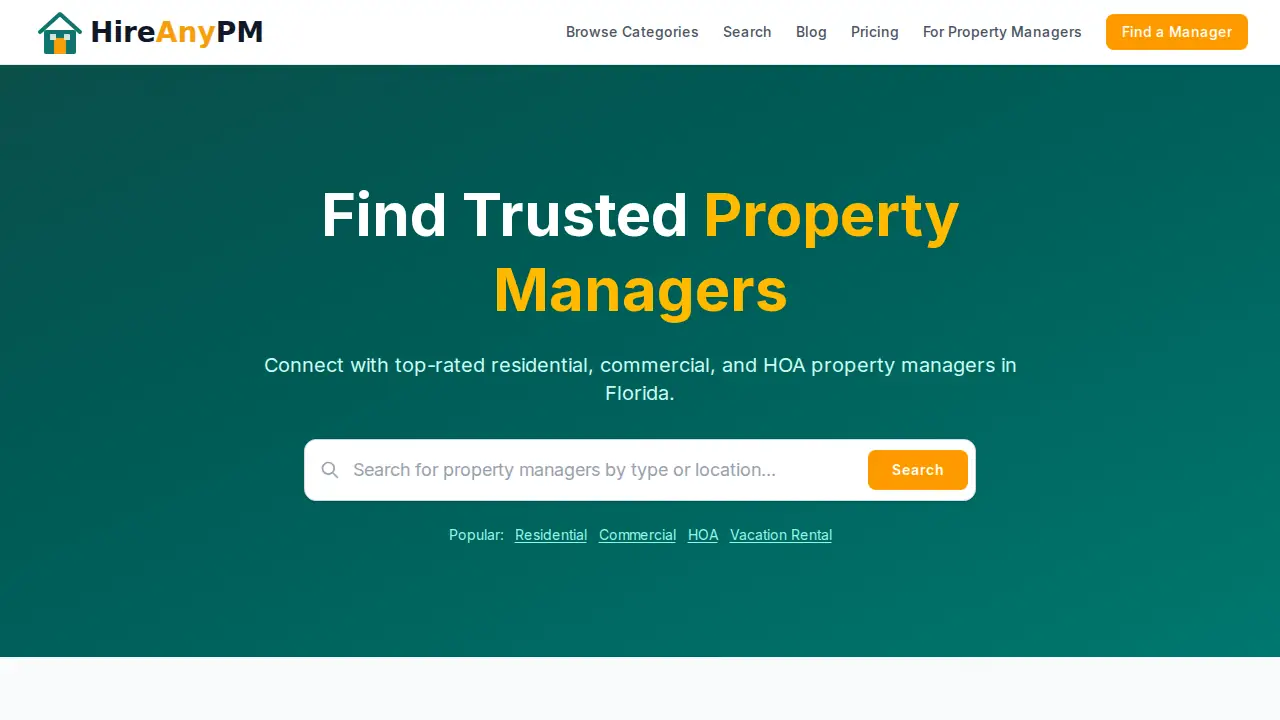 HireAnyPM
Browse Categories
Search
Blog
Pricing
For Property Managers
Find a Manager
Find Trusted Property
Managers
Connect with top-rated residential, commercial, and HOA property managers in
Florida.
Search for property managers by type or location...
Search
Popular: Residential Commercial HOA Vacation Rental